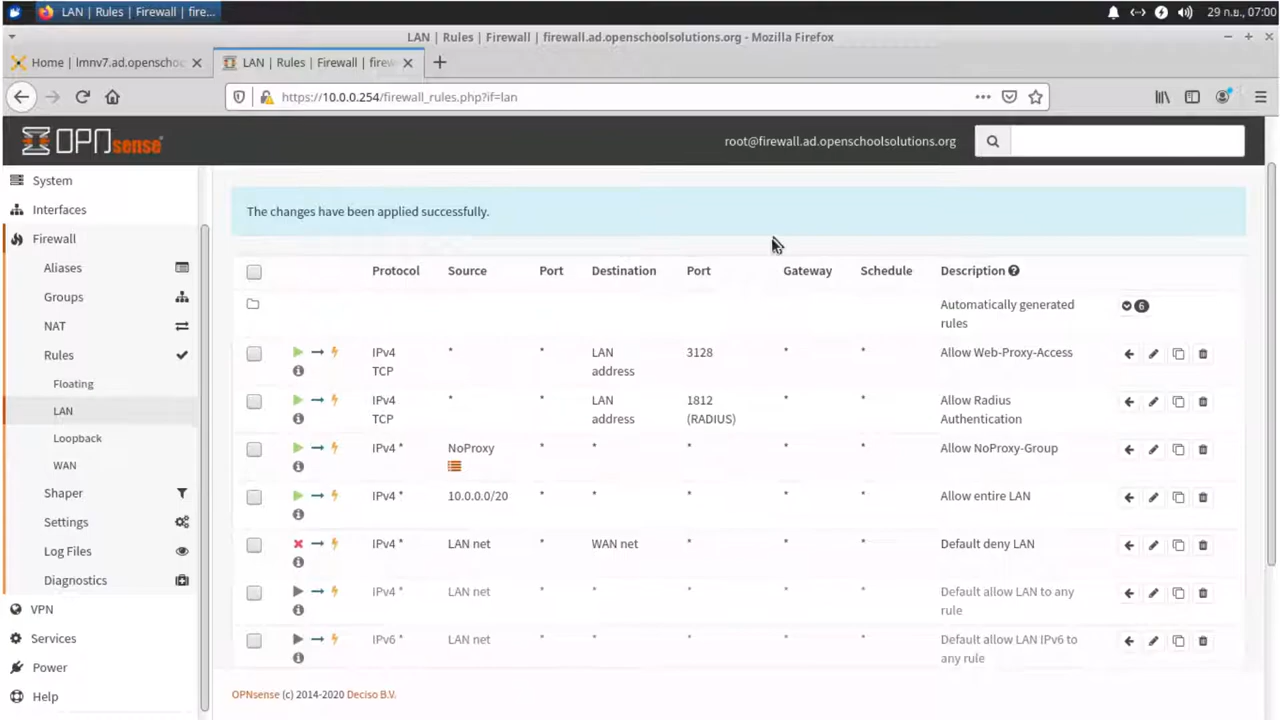 LAN | Rules | Firewall | fire...
29 ก.ย., 07:00
LAN | Rules | Firewall | firewall.ad.openschoolsolutions.org - Mozilla Firefox
Home | lmnv7.ad.openschoo
LAN | Rules | Firewall | firew
https://10.0.0.254/firewall_rules.php?if=lan
OPNsense
root@firewall.ad.openschoolsolutions.org
System
Interfaces
Firewall
Aliases
Groups
NAT
Rules
Floating
LAN
Loopback
WAN
Shaper
Settings
Log Files
Diagnostics
VPN
Services
Power
Help
The changes have been applied successfully.
Protocol Source Port Destination Port Gateway Schedule Description
Automatically generated 6
rules
IPv4 * * LAN 3128 * * Allow Web-Proxy-Access
TCP address
IPv4 * * LAN 1812 * * Allow Radius
TCP address (RADIUS) Authentication
IPv4 * NoProxy * * * * * Allow NoProxy-Group
IPv4 * 10.0.0.0/20 * * * * * Allow entire LAN
IPv4 * LAN net * WAN net * * * Default deny LAN
IPv4 * LAN net * * * * * Default allow LAN to any
rule
IPv6 * LAN net * * * * * Default allow LAN IPv6 to
any rule
OPNsense (c) 2014-2020 Deciso B.V.